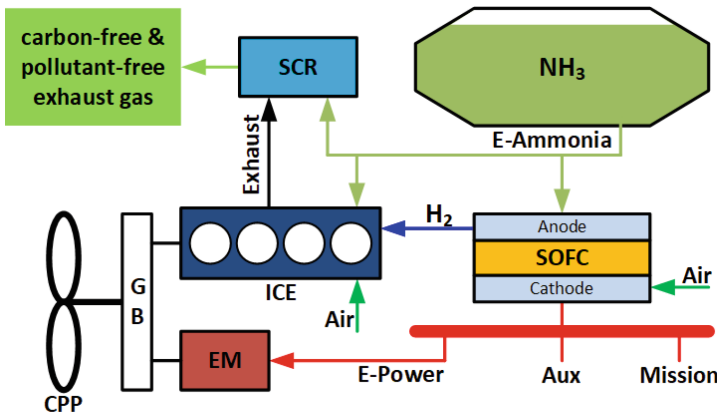 carbon-free &
pollutant-free
exhaust gas
SCR
NH₃
E-Ammonia
Exhaust
H₂
Anode
SOFC
Cathode
Air
ICE
Air
G
B
EM
E-Power
Aux
Mission
CPP